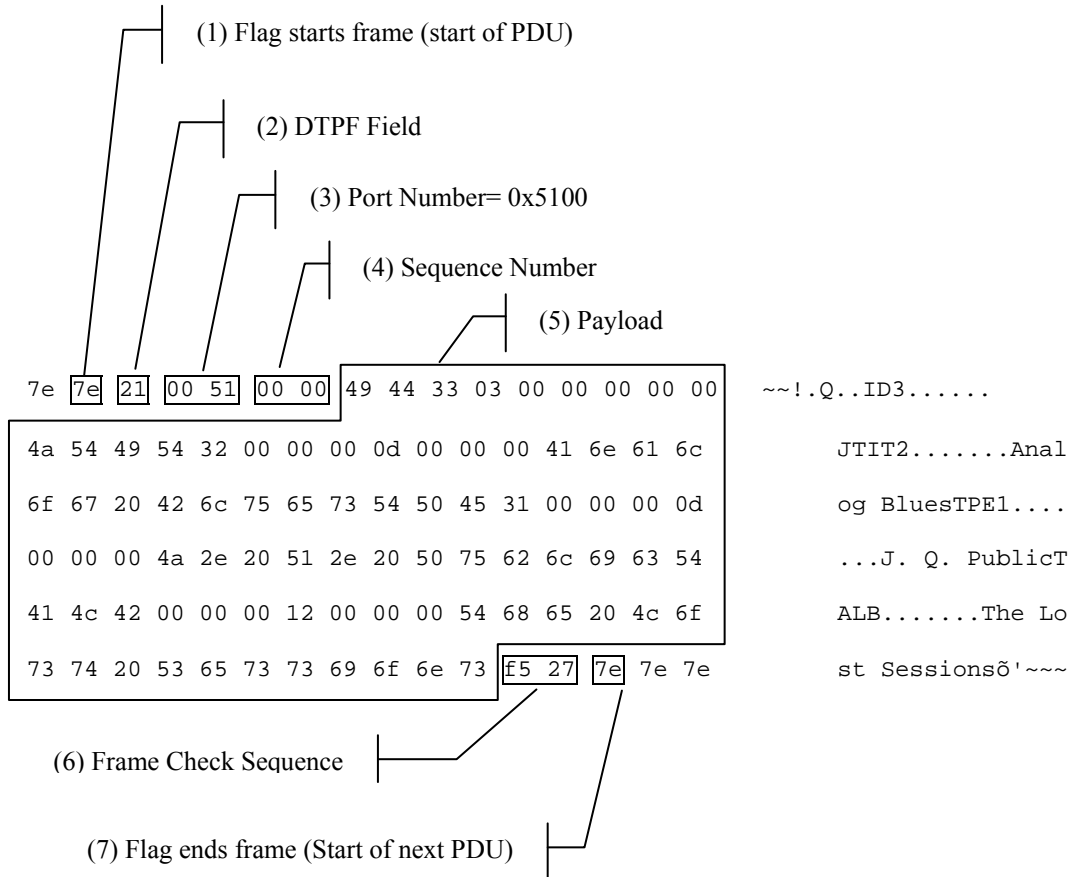 (1) Flag starts frame (start of PDU)
(2) DTPF Field
(3) Port Number= 0x5100
(4) Sequence Number
(5) Payload
7e 7e 21 00 51 00 00 49 44 33 03 00 00 00 00 00 ~~!.Q..ID3......
4a 54 49 54 32 00 00 00 0d 00 00 00 41 6e 61 6c JTIT2.......Anal
6f 67 20 42 6c 75 65 73 54 50 45 31 00 00 00 0d og BluesTPE1....
00 00 00 4a 2e 20 51 2e 20 50 75 62 6c 69 63 54 ...J. Q. PublicT
41 4c 42 00 00 00 12 00 00 00 54 68 65 20 4c 6f ALB.......The Lo
73 74 20 53 65 73 73 69 6f 6e 73 f5 27 7e 7e 7e st Sessionsõ'~~~
(6) Frame Check Sequence
(7) Flag ends frame (Start of next PDU)